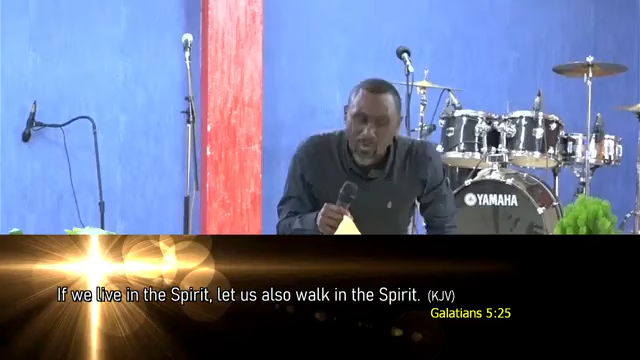 YAMAHA
If we live in the Spirit, let us also walk in the Spirit. (KJV)
Galatians 5:25